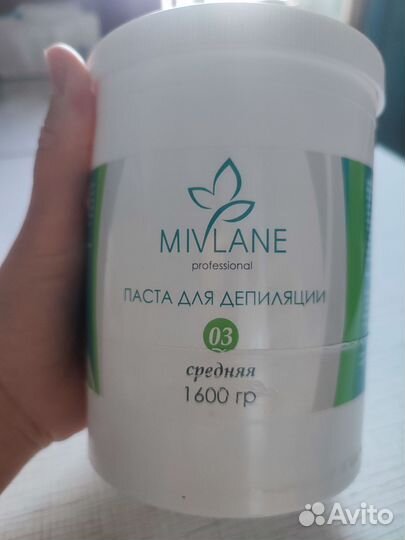 MIVLANE
professional
ПАСТА ДЛЯ ДЕПИЛЯЦИИ
03
средняя
1600 гр
Avito